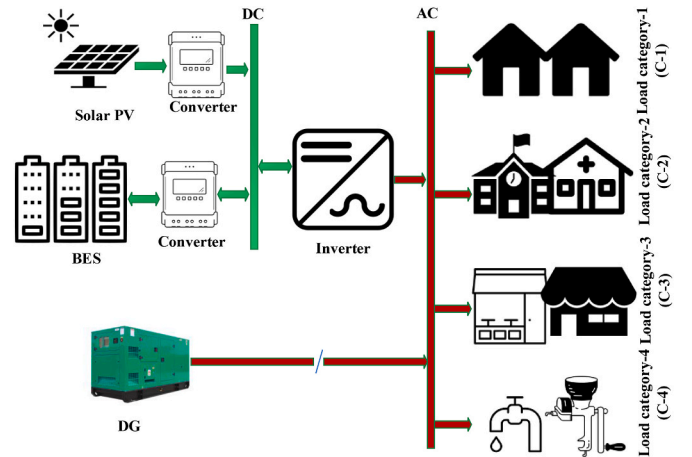 DC
AC
Solar PV
Converter
BES
Converter
Inverter
DG
Load category-1
(C-1)
Load category-2
(C-2)
Load category-3
(C-3)
Load category-4
(C-4)